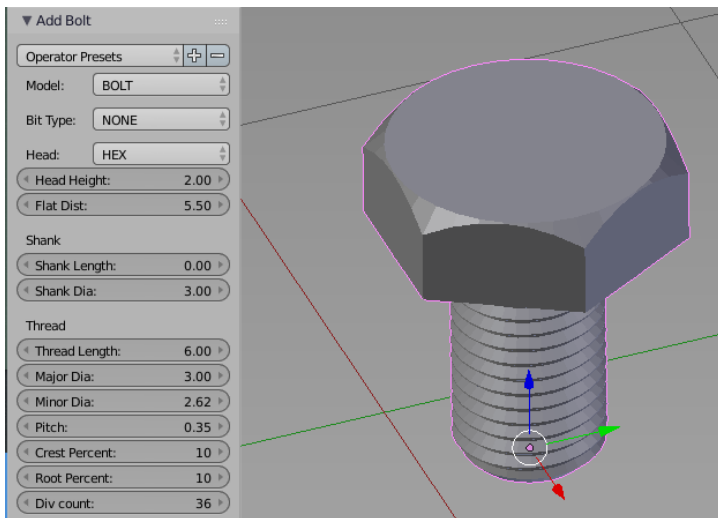 Add Bolt
Operator Presets
Model: BOLT
Bit Type: NONE
Head: HEX
Head Height: 2.00
Flat Dist: 5.50
Shank
Shank Length: 0.00
Shank Dia: 3.00
Thread
Thread Length: 6.00
Major Dia: 3.00
Minor Dia: 2.62
Pitch: 0.35
Crest Percent: 10
Root Percent: 10
Div count: 36